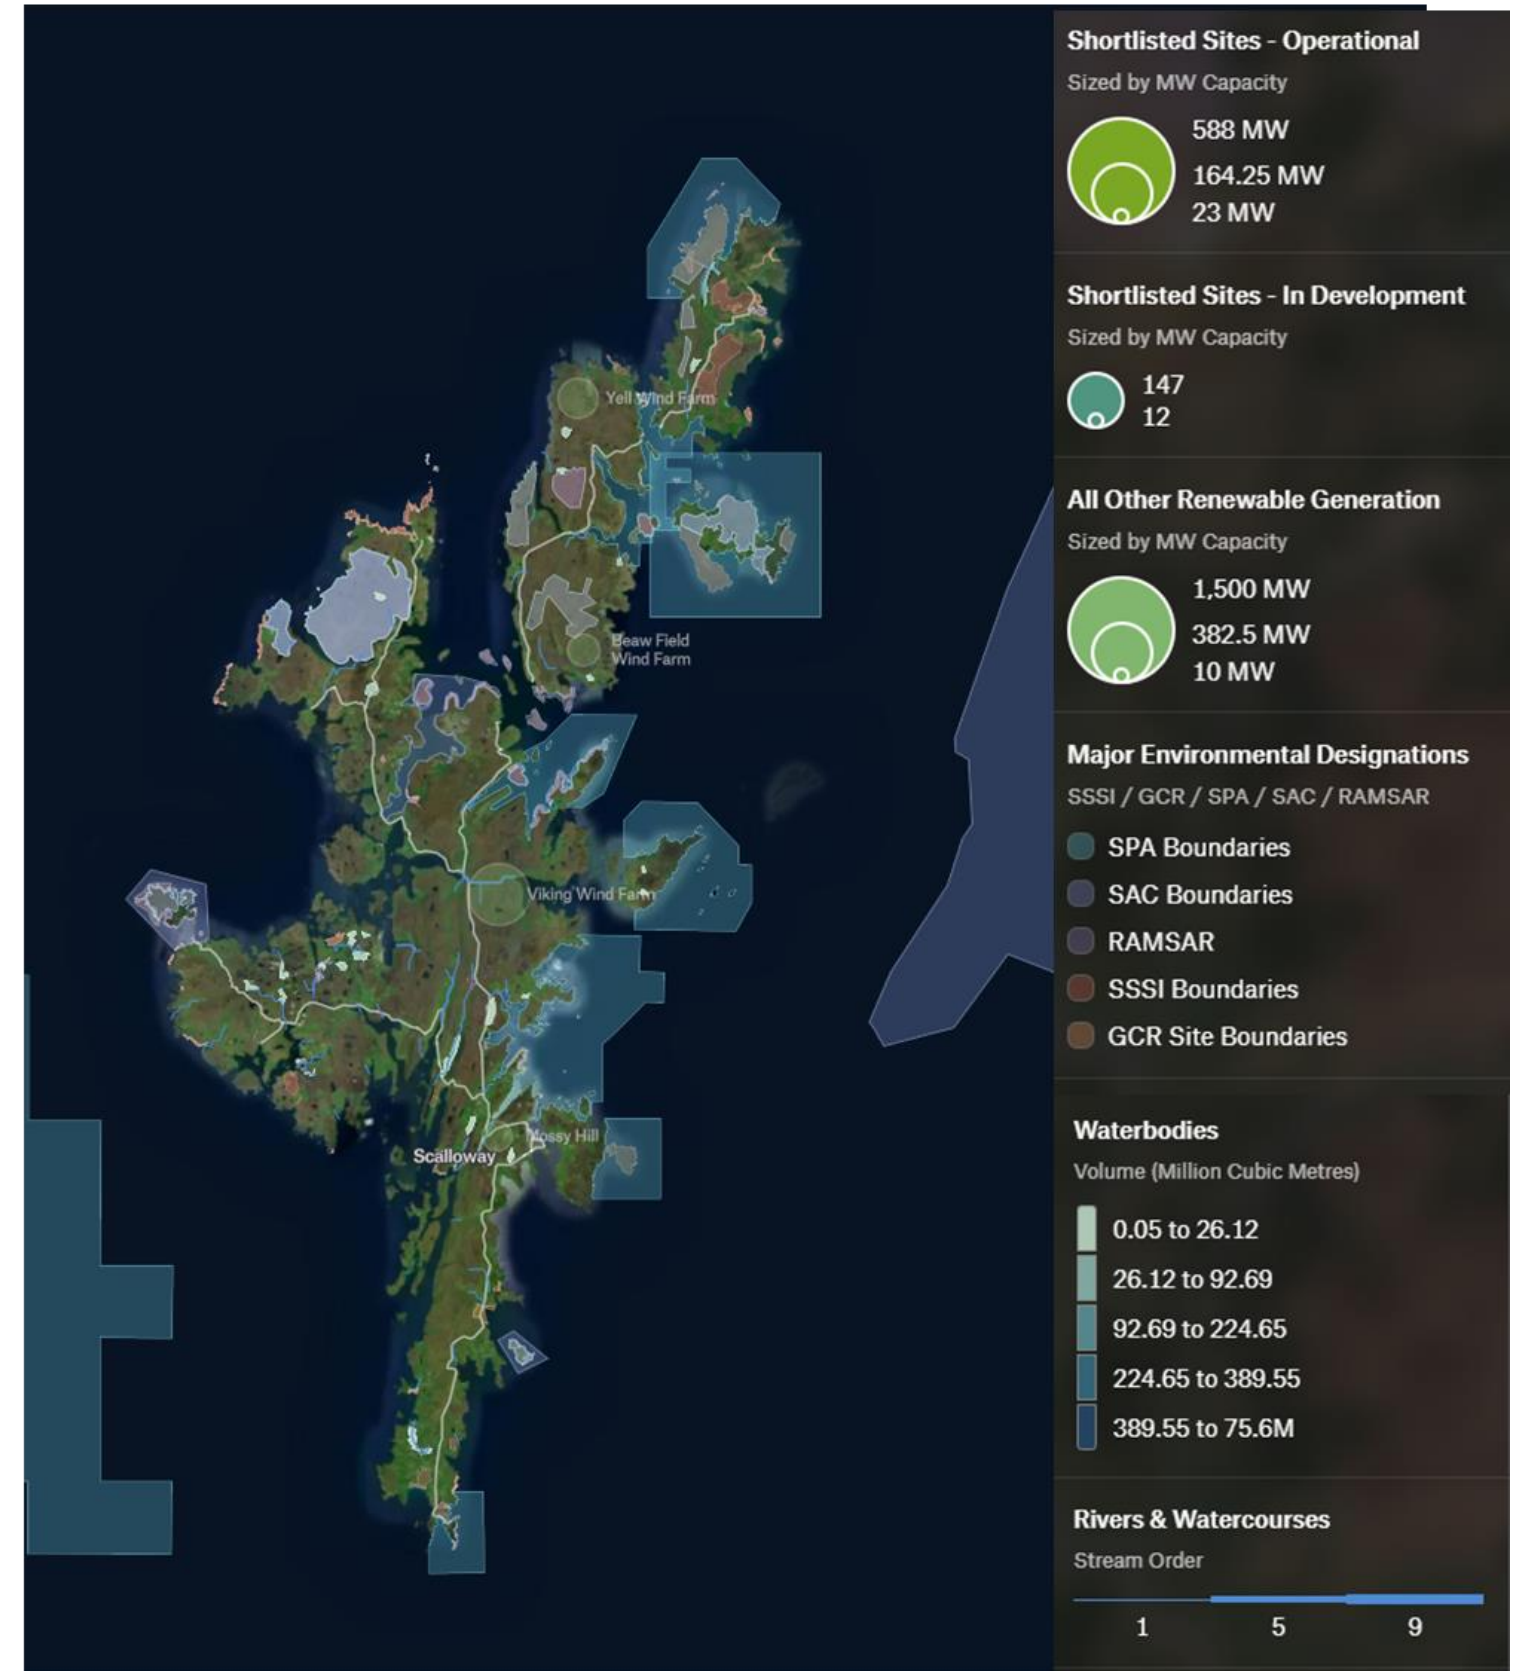 Shortlisted Sites - Operational
Sized by MW Capacity
588 MW
164.25 MW
23 MW
Shortlisted Sites - In Development
Sized by MW Capacity
147
12
All Other Renewable Generation
Sized by MW Capacity
1,500 MW
382.5 MW
10 MW
Major Environmental Designations
SSSI / GCR / SPA / SAC / RAMSAR
SPA Boundaries
SAC Boundaries
RAMSAR
SSSI Boundaries
GCR Site Boundaries
Waterbodies
Volume (Million Cubic Metres)
0.05 to 26.12
26.12 to 92.69
92.69 to 224.65
224.65 to 389.55
389.55 to 75.6M
Rivers & Watercourses
Stream Order
1 5 9
Yell Wind Farm
Beaw Field
Wind Farm
Viking Wind Farm
Mossy Hill
Scalloway